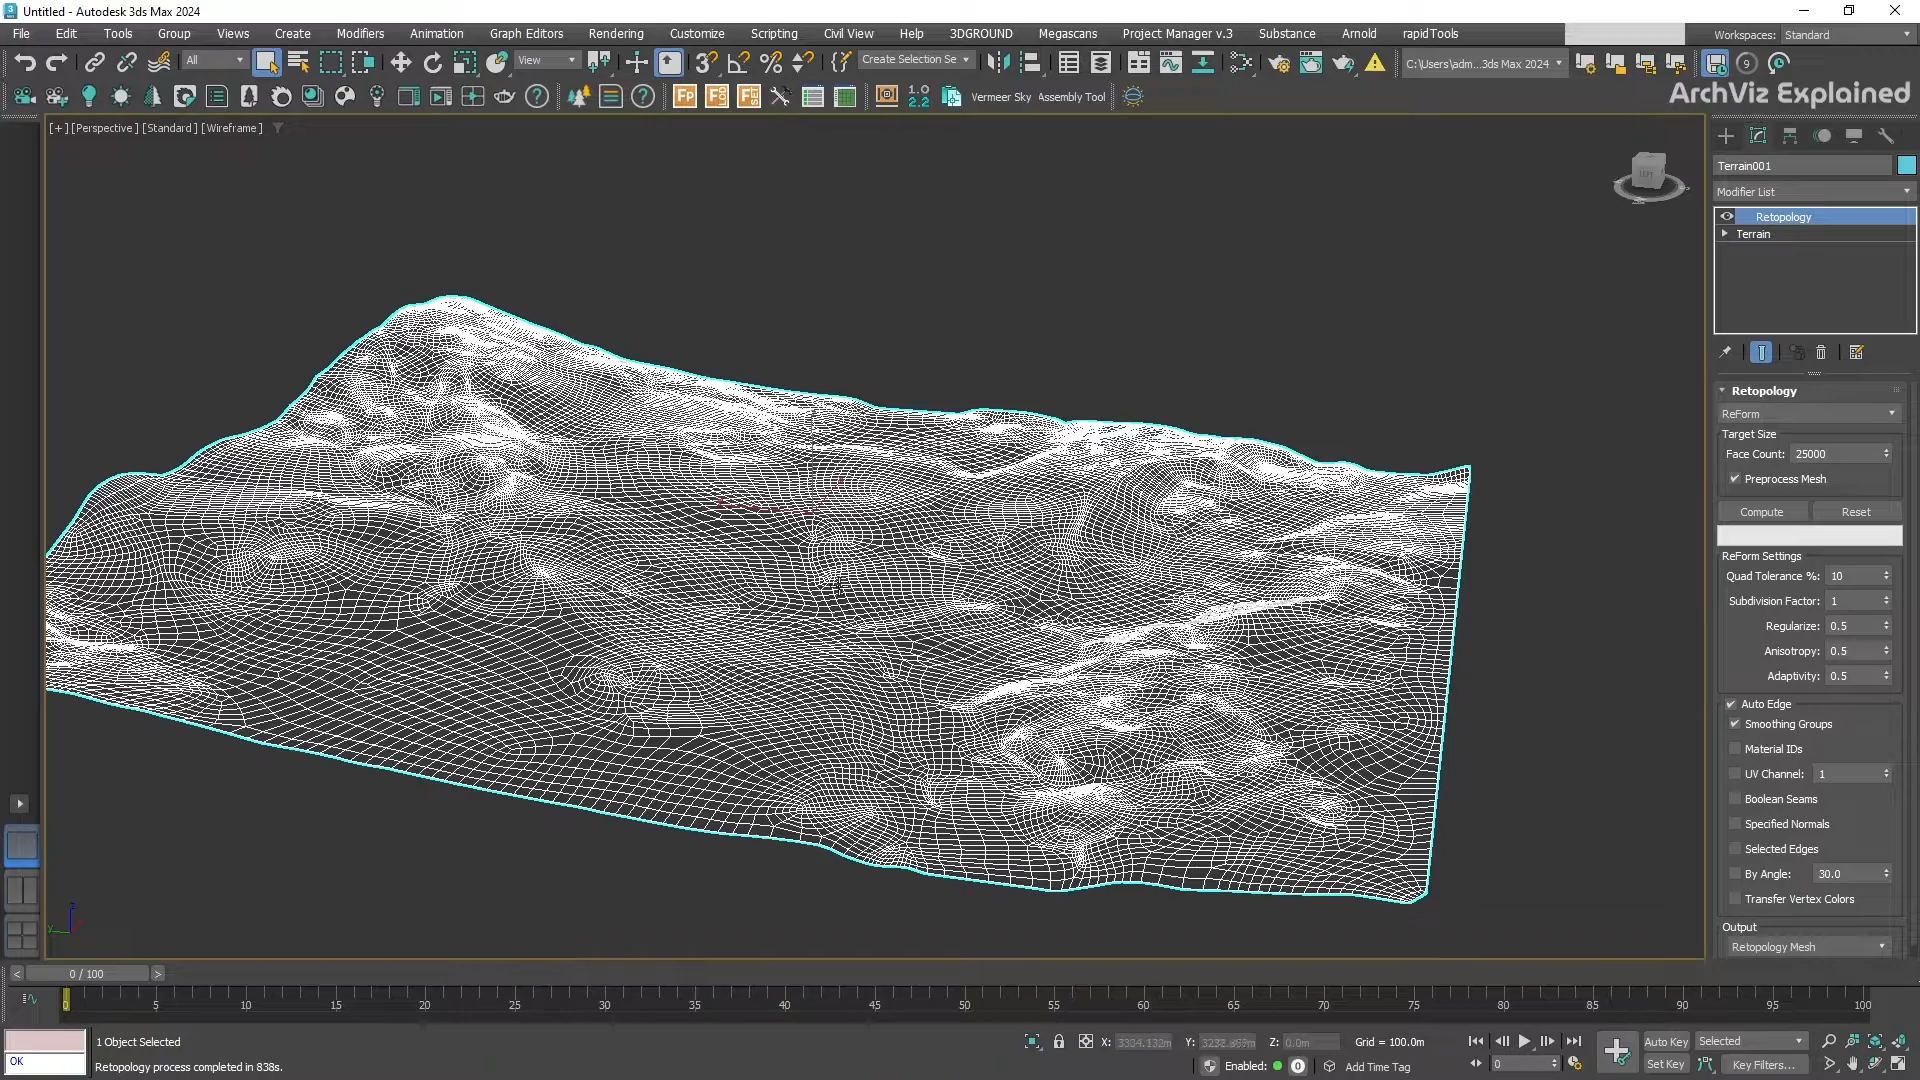 Untitled - Autodesk 3ds Max 2024
File Edit Tools Group Views Create Modifiers Animation Graph Editors Rendering Customize Scripting Civil View Help 3DGROUND Megascans Project Manager v.3 Substance Arnold rapidTools Workspaces: Standard
All View Create Selection Se C:\Users\adm...3ds Max 2024
Vermeer Sky Assembly Tool
ArchViz Explained
[+] [Perspective ] [Standard ] [Wireframe ]
Terrain001
Modifier List
Retopology
Terrain
Retopology
ReForm
Target Size
Face Count: 25000
Preprocess Mesh
Compute Reset
ReForm Settings
Quad Tolerance %: 10
Subdivision Factor: 1
Regularize: 0.5
Anisotropy: 0.5
Adaptivity: 0.5
Auto Edge
Smoothing Groups
Material IDs
UV Channel: 1
Boolean Seams
Specified Normals
Selected Edges
By Angle: 30.0
Transfer Vertex Colors
Output
Retopology Mesh
< 0 / 100 >
0 5 10 15 20 25 30 35 40 45 50 55 60 65 70 75 80 85 90 95 100
1 Object Selected X: 3304.132m Y: Z: 0.0m Grid = 100.0m Auto Key Selected
OK
Retopology process completed in 838s. Enabled: 0 Add Time Tag 0 Set Key Key Filters...